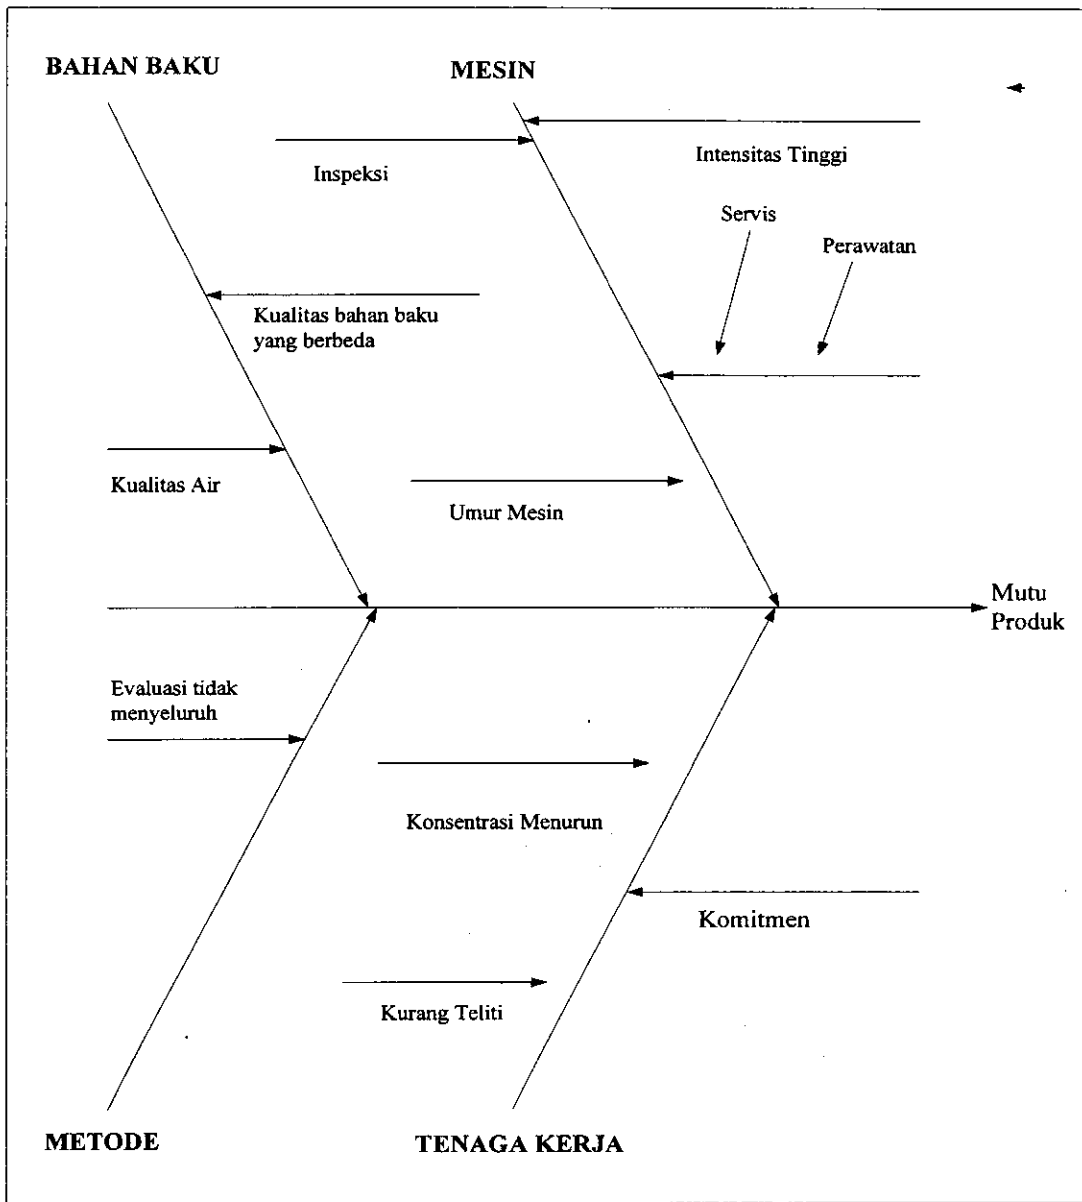 BAHAN BAKU
MESIN
Inspeksi
Intensitas Tinggi
Servis
Perawatan
Kualitas bahan baku
yang berbeda
Kualitas Air
Umur Mesin
Mutu
Produk
Evaluasi tidak
menyeluruh
Konsentrasi Menurun
Komitmen
Kurang Teliti
METODE
TENAGA KERJA